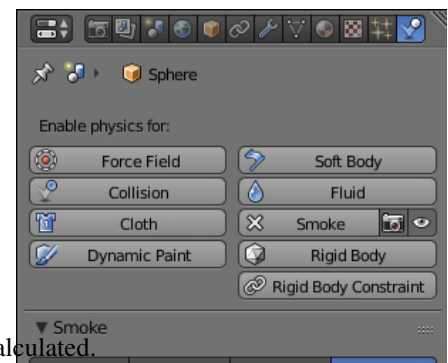 Sphere
Enable physics for:
Force Field Soft Body
Collision Fluid
Cloth Smoke
Dynamic Paint Rigid Body
Rigid Body Constraint
Smoke
alculated.